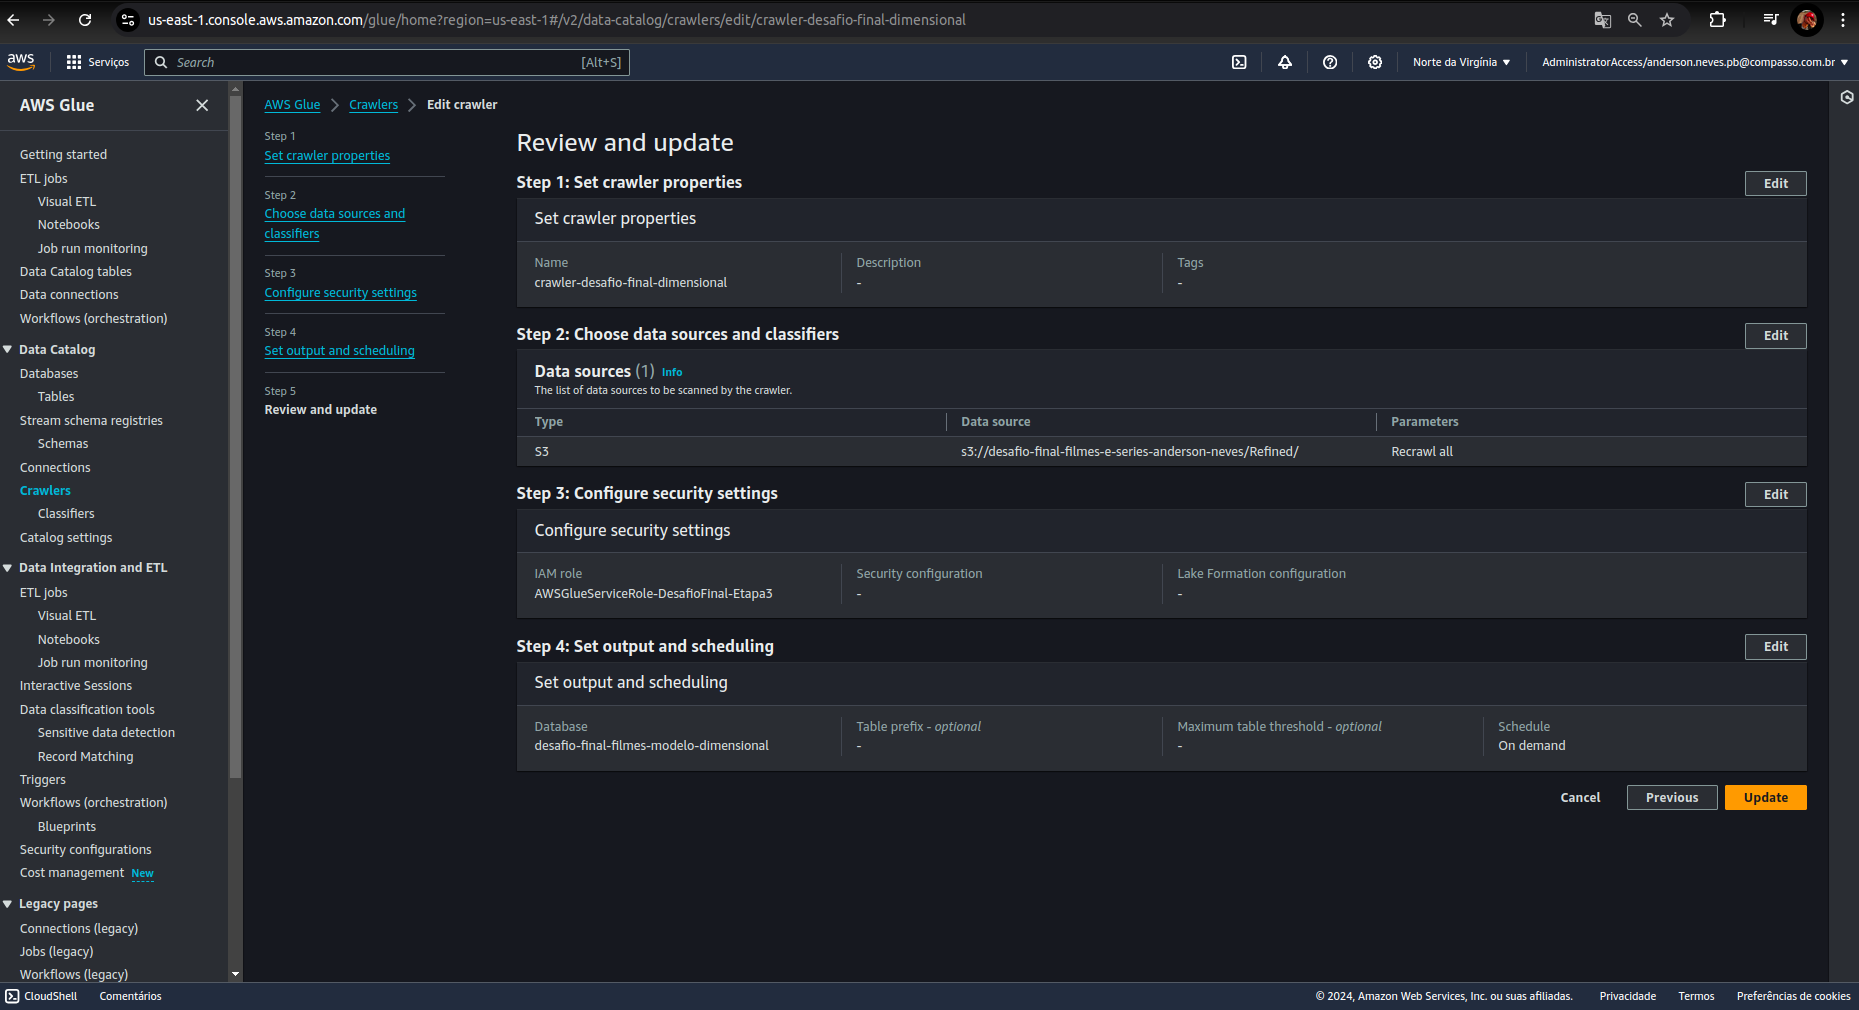 us-east-1.console.aws.amazon.com/glue/home?region=us-east-1#/v2/data-catalog/crawlers/edit/crawler-desafio-final-dimensional
aws
Serviços
Search
[Alt+S]
Norte da Virgínia
AdministratorAccess/anderson.neves.pb@compasso.com.br
AWS Glue
Getting started
ETL jobs
Visual ETL
Notebooks
Job run monitoring
Data Catalog tables
Data connections
Workflows (orchestration)
Data Catalog
Databases
Tables
Stream schema registries
Schemas
Connections
Crawlers
Classifiers
Catalog settings
Data Integration and ETL
ETL jobs
Visual ETL
Notebooks
Job run monitoring
Interactive Sessions
Data classification tools
Sensitive data detection
Record Matching
Triggers
Workflows (orchestration)
Blueprints
Security configurations
Cost management New
Legacy pages
Connections (legacy)
Jobs (legacy)
Workflows (legacy)
AWS Glue
Crawlers
Edit crawler
Step 1
Set crawler properties
Step 2
Choose data sources and
classifiers
Step 3
Configure security settings
Step 4
Set output and scheduling
Step 5
Review and update
Review and update
Step 1: Set crawler properties
Edit
Set crawler properties
Name
crawler-desafio-final-dimensional
Description
-
Tags
-
Step 2: Choose data sources and classifiers
Edit
Data sources (1) Info
The list of data sources to be scanned by the crawler.
Type
Data source
Parameters
S3
s3://desafio-final-filmes-e-series-anderson-neves/Refined/
Recrawl all
Step 3: Configure security settings
Edit
Configure security settings
IAM role
AWSGlueServiceRole-DesafioFinal-Etapa3
Security configuration
-
Lake Formation configuration
-
Step 4: Set output and scheduling
Edit
Set output and scheduling
Database
desafio-final-filmes-modelo-dimensional
Table prefix - optional
-
Maximum table threshold - optional
-
Schedule
On demand
Cancel
Previous
Update
CloudShell
Comentários
© 2024, Amazon Web Services, Inc. ou suas afiliadas.
Privacidade
Termos
Preferências de cookies